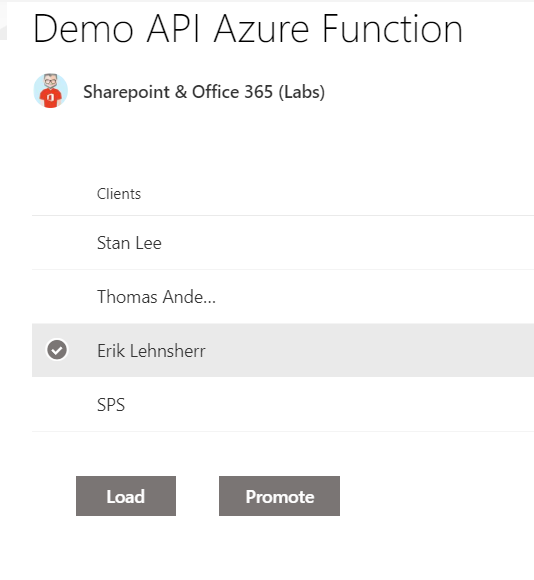 Demo API Azure Function
Sharepoint & Office 365 (Labs)
Clients
Stan Lee
Thomas Ande...
Erik Lehnsherr
SPS
Load
Promote